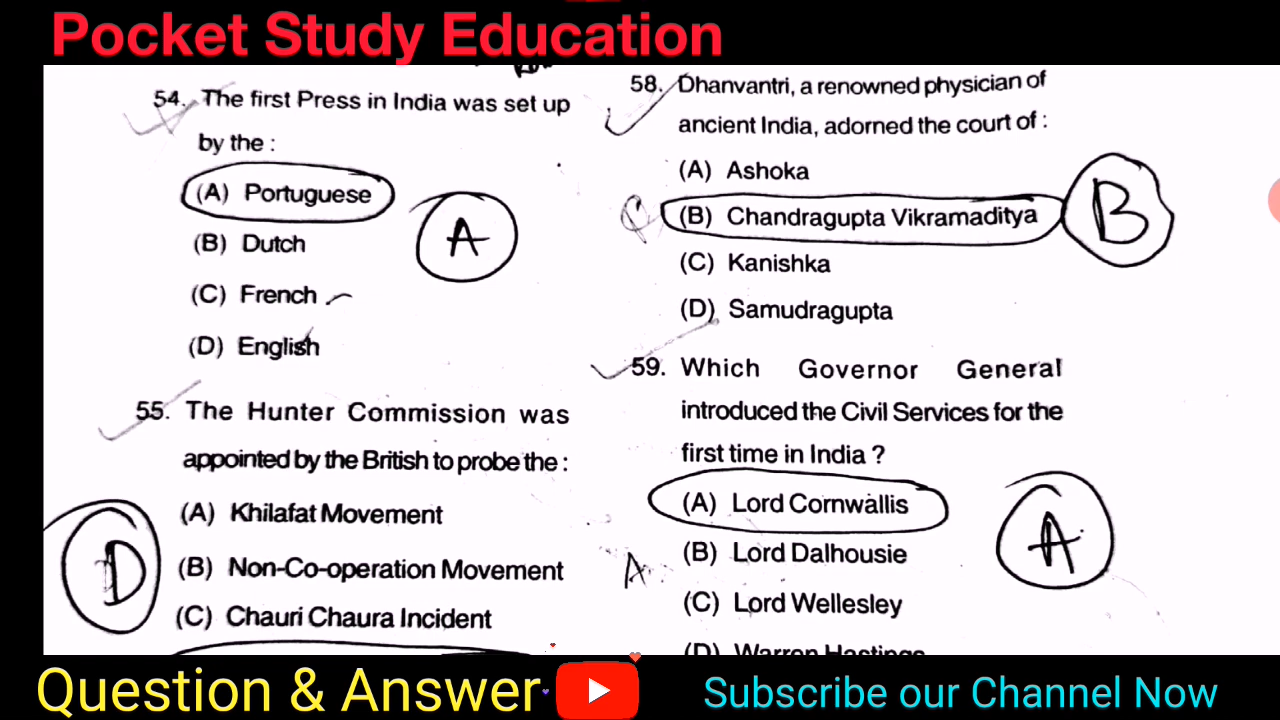 Pocket Study Education
54. The first Press in India was set up
by the :
(A) Portuguese
A
(B) Dutch
(C) French
(D) English
55. The Hunter Commission was
appointed by the British to probe the :
(A) Khilafat Movement
D
(B) Non-Co-operation Movement
(C) Chauri Chaura Incident
58. Dhanvantri, a renowned physician of
ancient India, adorned the court of :
(A) Ashoka
(B) Chandragupta Vikramaditya
B
(C) Kanishka
(D) Samudragupta
59. Which Governor General
introduced the Civil Services for the
first time in India ?
(A) Lord Cornwallis
A
(B) Lord Dalhousie
A
(C) Lord Wellesley
(D) Warren Hastings
Question & Answer
Subscribe our Channel Now